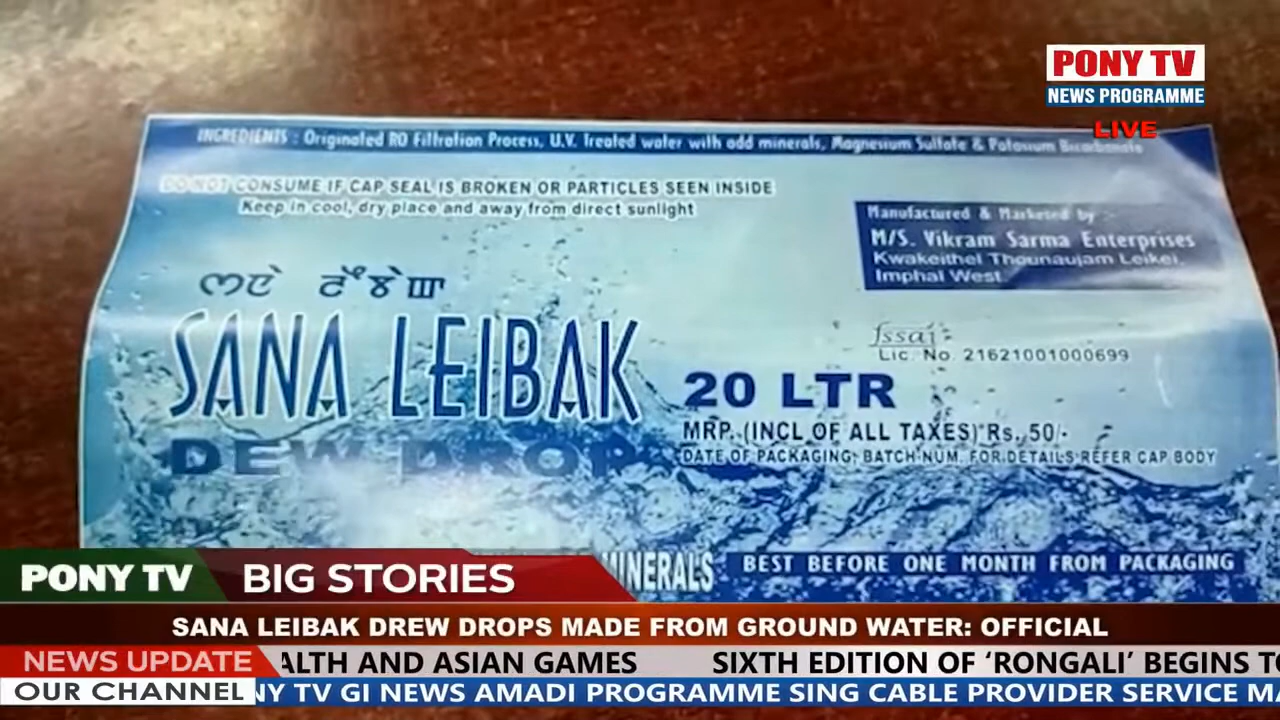 PONY TV
NEWS PROGRAMME
LIVE
INGREDIENTS : Originated RO Filtration Process, U.V. Treated water with add minerals, Magnesium Sulfate & Potassium Bicarbonate
DO NOT CONSUME IF CAP SEAL IS BROKEN OR PARTICLES SEEN INSIDE
Keep in cool, dry place and away from direct sunlight
Manufactured & Marketed by :-
M/S. Vikram Sarma Enterprises
Kwakeithel Thounaojam Leikei,
Imphal West.
SANA LEIBAK
DEW DROPS
fssai:-
Lic. No. 21621001000699
20 LTR
MRP. (INCL OF ALL TAXES) Rs. 50/-
DATE OF PACKAGING, BATCH NUM. FOR DETAILS REFER CAP BODY
MINERALS
BEST BEFORE ONE MONTH FROM PACKAGING
PONY TV BIG STORIES
SANA LEIBAK DREW DROPS MADE FROM GROUND WATER: OFFICIAL
NEWS UPDATE ALTH AND ASIAN GAMES SIXTH EDITION OF ‘RONGALI’ BEGINS TO
OUR CHANNEL NY TV GI NEWS AMADI PROGRAMME SING CABLE PROVIDER SERVICE MA